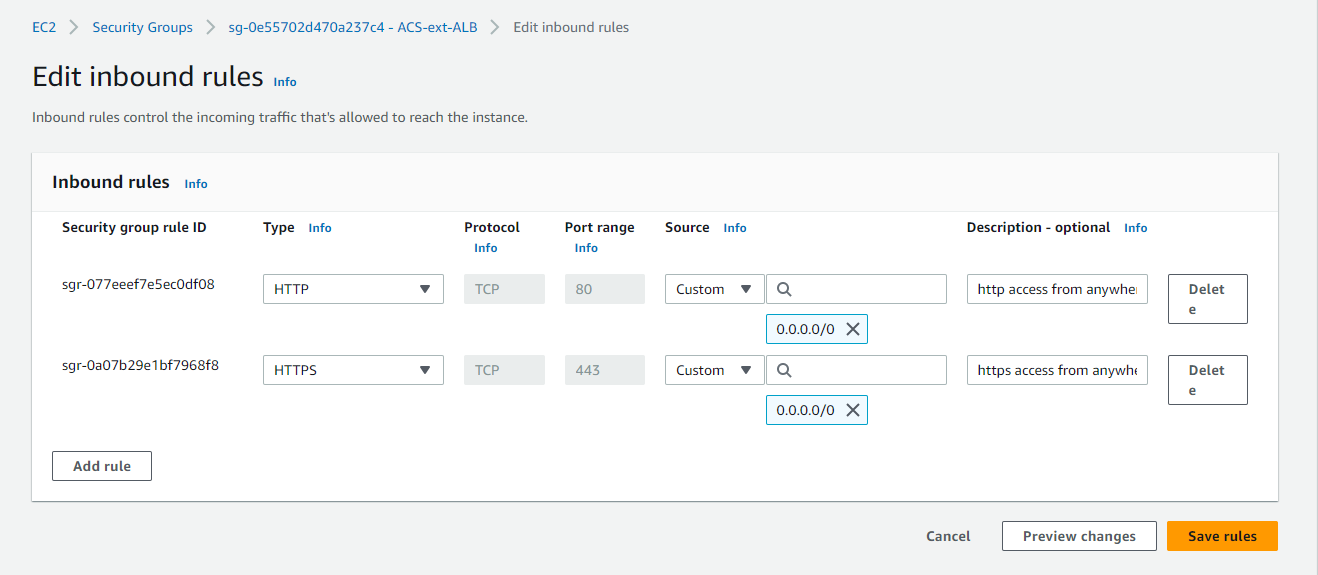 EC2 > Security Groups > sg-0e55702d470a237c4 - ACS-ext-ALB > Edit inbound rules
Edit inbound rules Info
Inbound rules control the incoming traffic that's allowed to reach the instance.
Inbound rules Info
Security group rule ID Type Info Protocol Info Port range Info Source Info Description - optional Info
sgr-077eeef7e5ec0df08 HTTP TCP 80 Custom http access from anywhe Delet
e
0.0.0.0/0
sgr-0a07b29e1bf7968f8 HTTPS TCP 443 Custom https access from anywhe Delet
e
0.0.0.0/0
Add rule
Cancel Preview changes Save rules